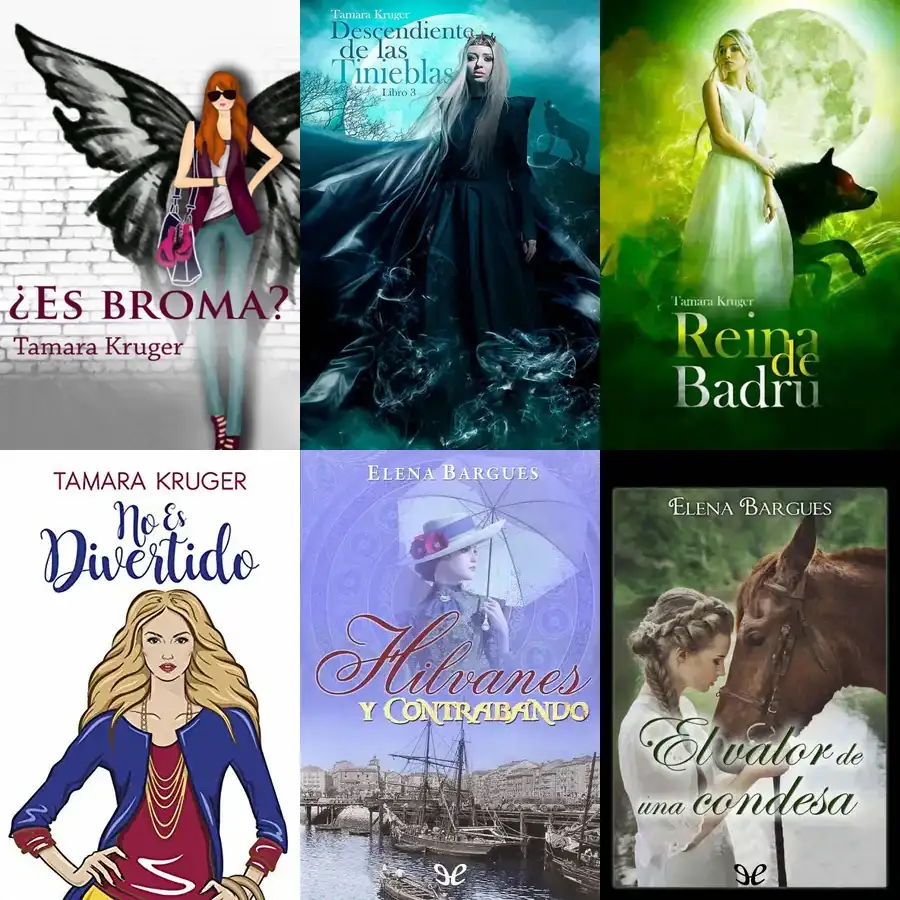 ¿Es broma?
Tamara Kruger
Tamara Kruger
Descendiente
de las
Tinieblas
Libro 3
Tamara Kruger
Reina
de
Badru
TAMARA KRUGER
No Es
Divertido
Elena Bargues
Hilvanes
y Contrabando
Elena Bargues
El valor de
una condesa